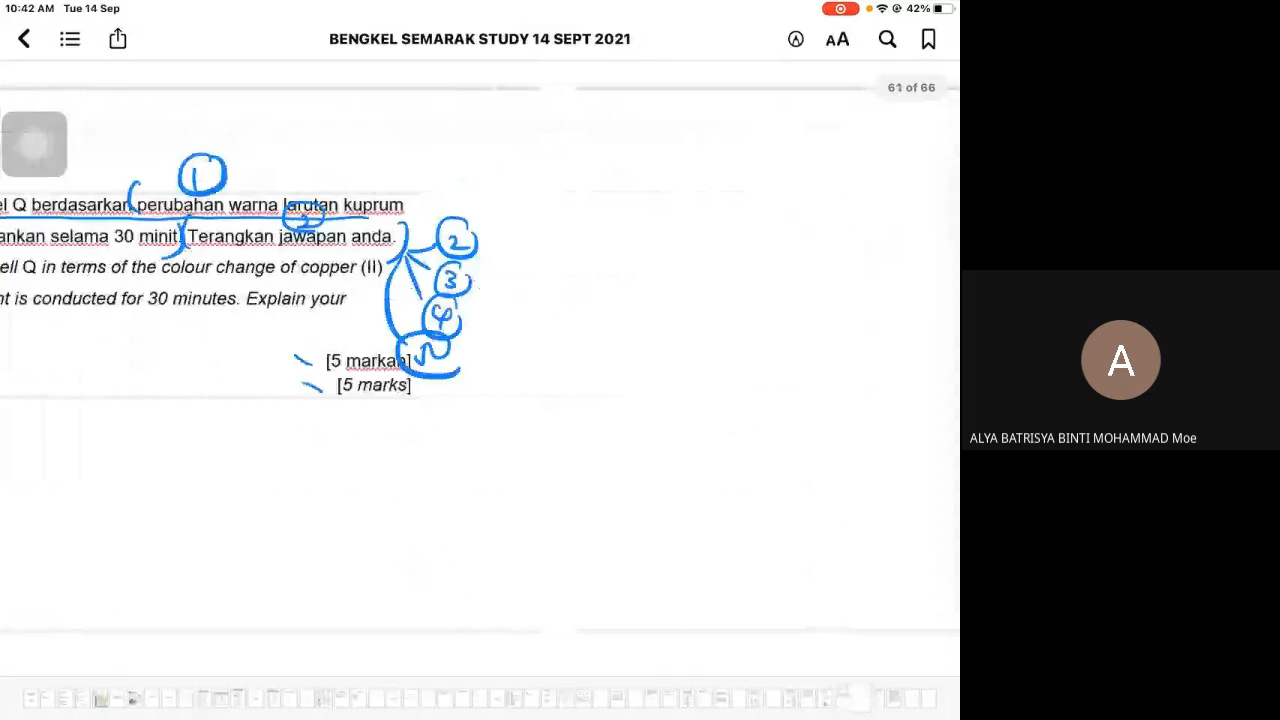 10:42 AM Tue 14 Sep
42%
BENGKEL SEMARAK STUDY 14 SEPT 2021
AA
61 of 66
1
el Q berdasarkan perubahan warna larutan kuprum
2
ankan selama 30 minit. Terangkan jawapan anda.
2
ell Q in terms of the colour change of copper (II)
3
nt is conducted for 30 minutes. Explain your
4
[5 markah]
5
[5 marks]
A
ALYA BATRISYA BINTI MOHAMMAD Moe